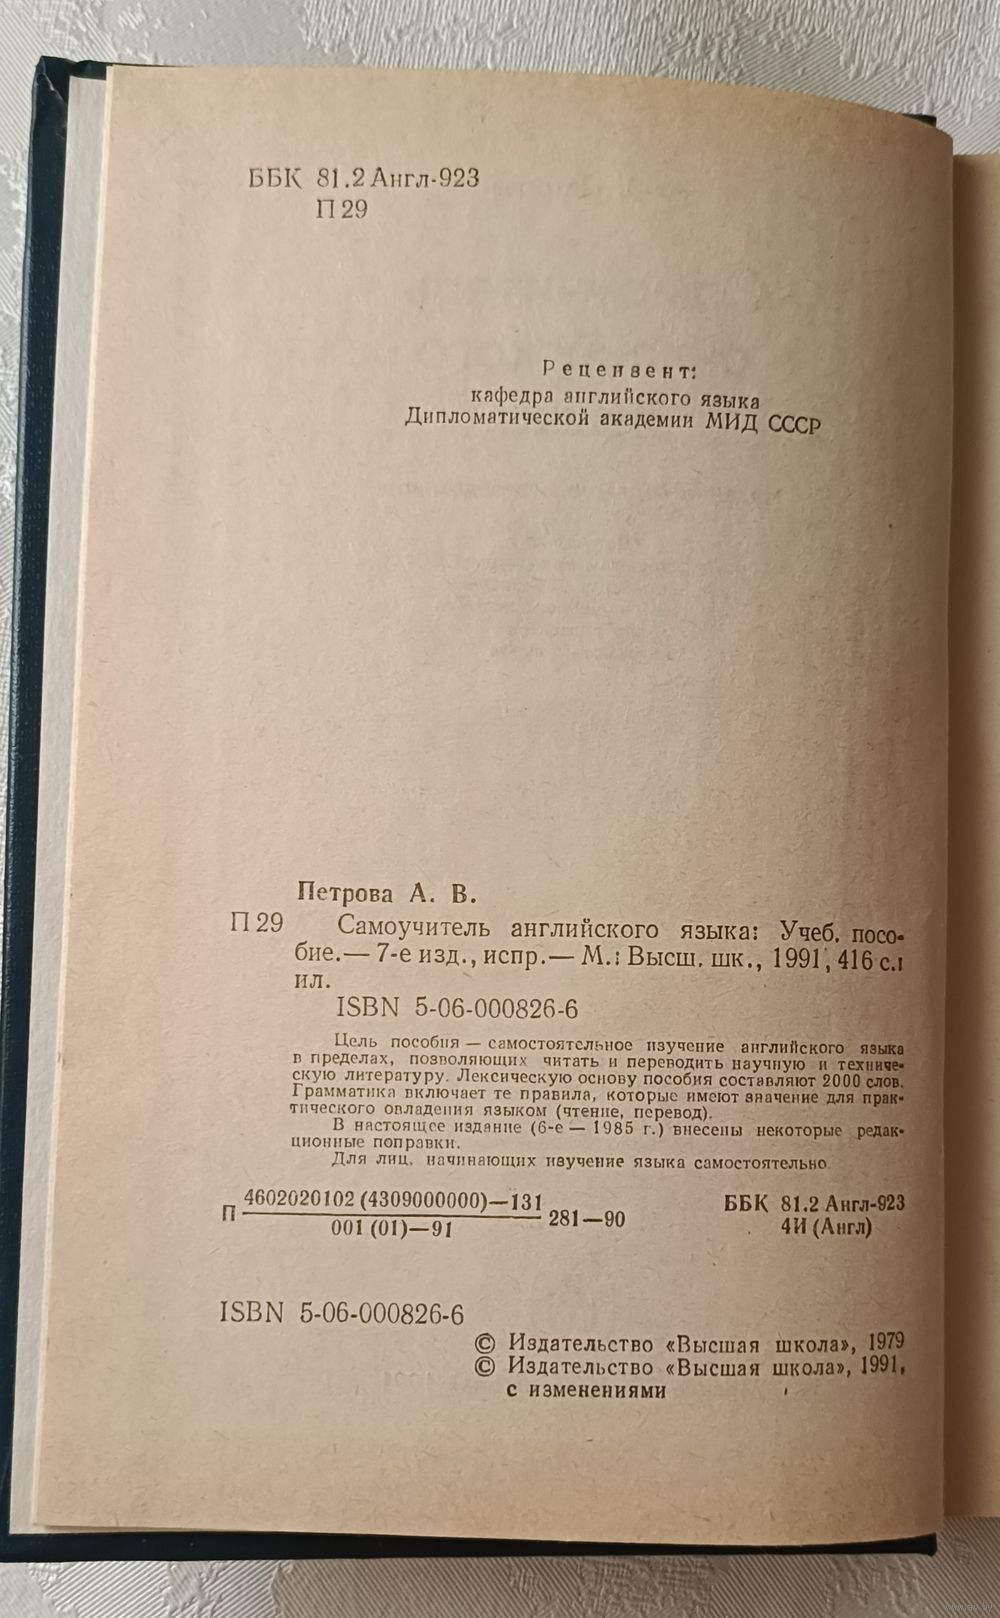 ББК 81.2 Англ-923
П 29
Рецензент:
кафедра английского языка
Дипломатической академии МИД СССР
Петрова А. В.
П 29 Самоучитель английского языка: Учеб. посо-
бие.— 7-е изд., испр.— М.: Высш. шк., 1991, 416 с.:
ил.
ISBN 5-06-000826-6
Цель пособия — самостоятельное изучение английского языка
в пределах, позволяющих читать и переводить научную и техниче-
скую литературу. Лексическую основу пособия составляют 2000 слов.
Грамматика включает те правила, которые имеют значение для прак-
тического овладения языком (чтение, перевод).
В настоящее издание (6-е — 1985 г.) внесены некоторые редак-
ционные поправки.
Для лиц, начинающих изучение языка самостоятельно.
П 4602020102 (4309000000)—131
001 (01)—91
281—90
ББК 81.2 Англ-923
4И (Англ)
ISBN 5-06-000826-6
© Издательство «Высшая школа», 1979
© Издательство «Высшая школа», 1991,
с изменениями